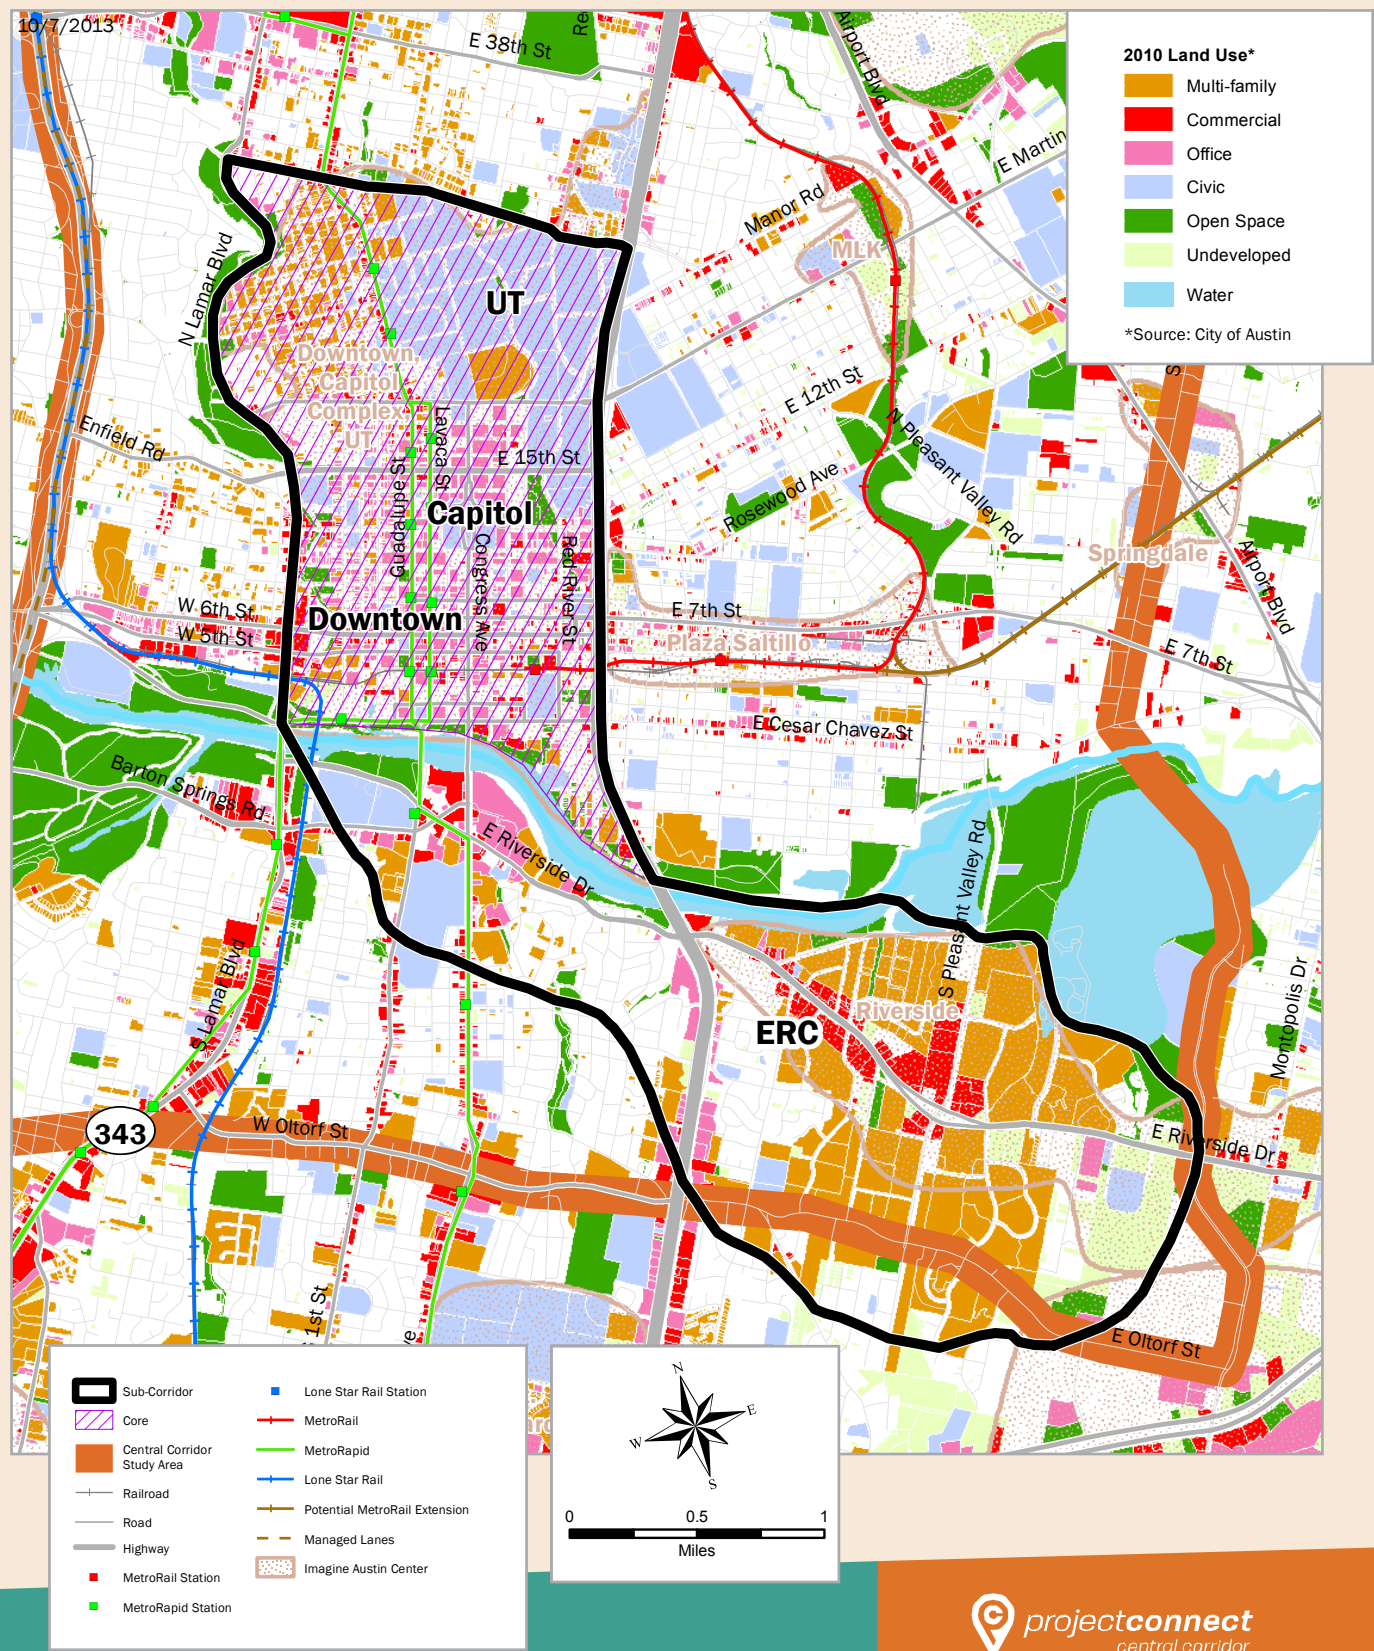 10/7/2013
E 38th St
Re
Airport Blvd
E Martin
2010 Land Use*
Multi-family
Commercial
Office
Civic
Open Space
Undeveloped
Water
*Source: City of Austin
Manor Rd
MLK
N Lamar Blvd
UT
Downtown,
Capitol
Complex,
UT
Enfield Rd
Lavaca St
Guadalupe St
E 15th St
Capitol
Congress Ave
Red River St
E 12th St
N Pleasant Valley Rd
Rosewood Ave
S
Springdale
Airport Blvd
W 6th St
W 5th St
Downtown
E 7th St
Plaza Saltillo
E 7th St
E Cesar Chavez St
Barton Springs Rd
E Riverside Dr
S Pleasant Valley Rd
S Lamar Blvd
Riverside
ERC
Montopolis Dr
343
W Oltorf St
E Riverside Dr
1st St
ve
E Oltorf St
Sub-Corridor
Core
Central Corridor
Study Area
Railroad
Road
Highway
MetroRail Station
MetroRapid Station
Lone Star Rail Station
MetroRail
MetroRapid
Lone Star Rail
Potential MetroRail Extension
Managed Lanes
Imagine Austin Center
N
E
W
S
0 0.5 1
Miles
projectconnect
central corridor